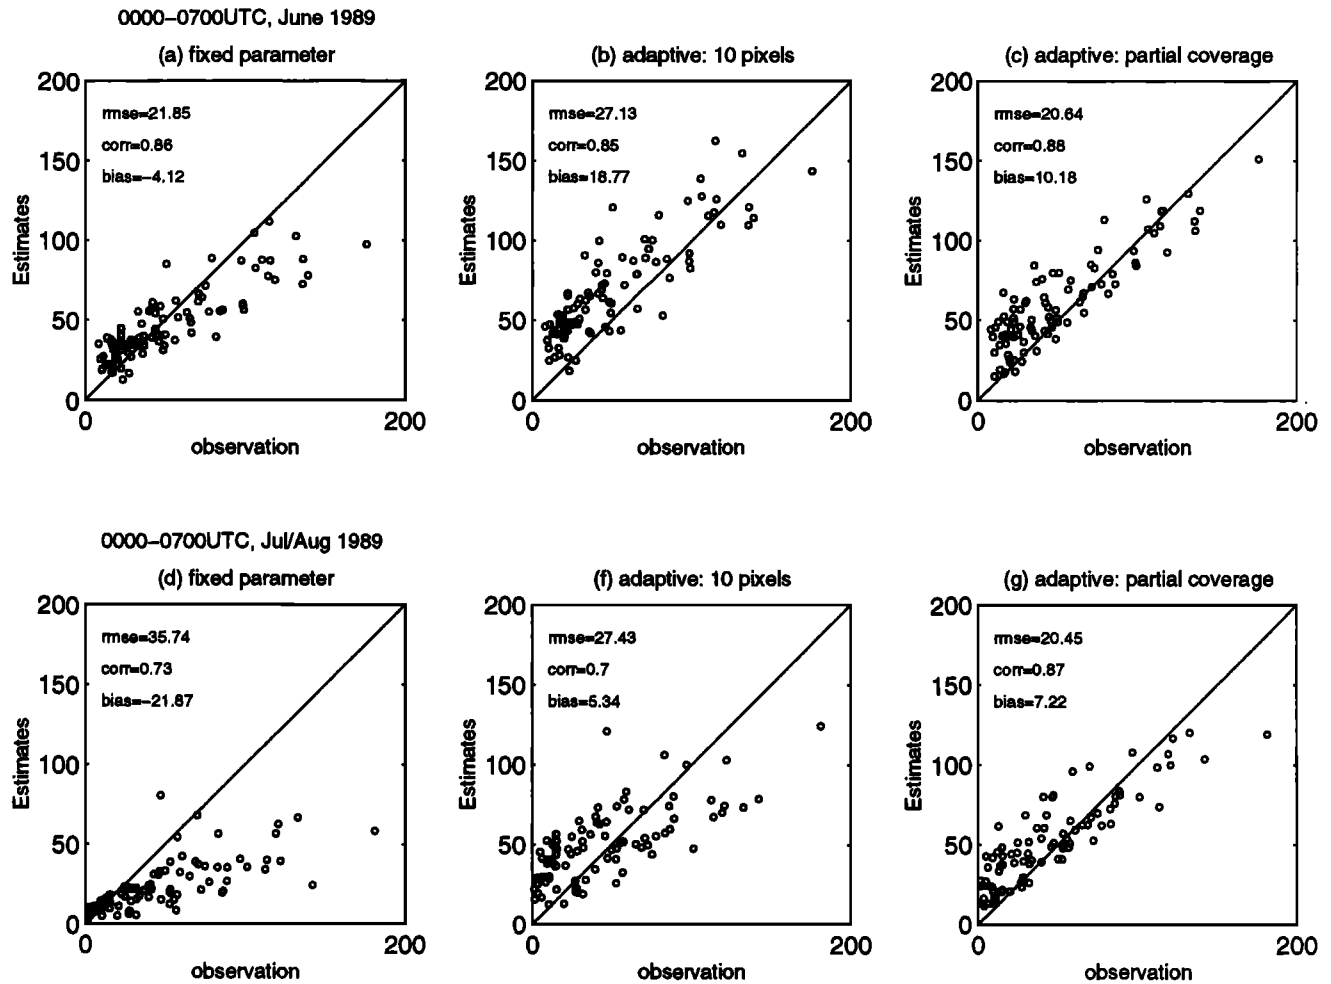 0000-0700UTC, June 1989
(a) fixed parameter
(b) adaptive: 10 pixels
(c) adaptive: partial coverage
200
150
100
50
0
0
200
Estimates
observation
rmse=21.85
corr=0.86
bias=-4.12
200
150
100
50
0
0
200
Estimates
observation
rmse=27.13
corr=0.85
bias=18.77
200
150
100
50
0
0
200
Estimates
observation
rmse=20.64
corr=0.88
bias=10.18
0000-0700UTC, Jul/Aug 1989
(d) fixed parameter
(f) adaptive: 10 pixels
(g) adaptive: partial coverage
200
150
100
50
0
0
200
Estimates
observation
rmse=35.74
corr=0.73
bias=-21.87
200
150
100
50
0
0
200
Estimates
observation
rmse=27.43
corr=0.7
bias=5.34
200
150
100
50
0
0
200
Estimates
observation
rmse=20.45
corr=0.87
bias=7.22